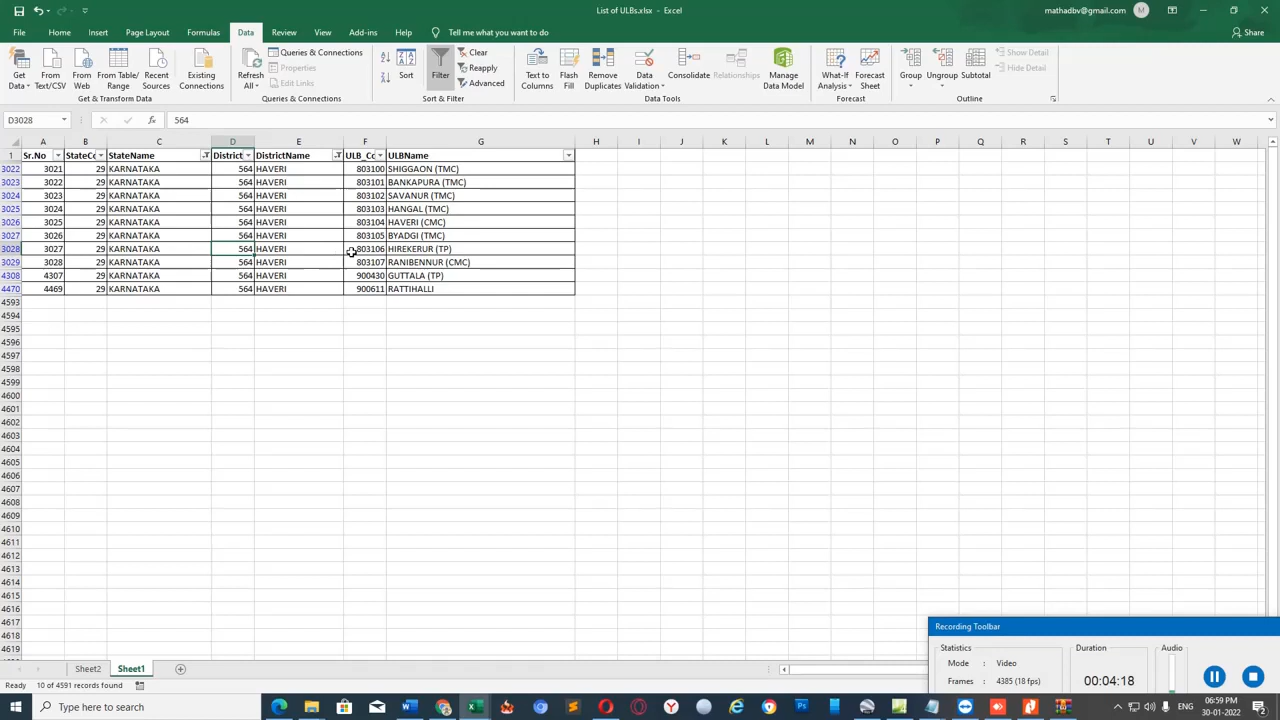 List of ULBs.xlsx - Excel
mathadbv@gmail.com M
File Home Insert Page Layout Formulas Data Review View Add-ins Help Tell me what you want to do Share
Get Data From Text/CSV From Web From Table/Range Recent Sources Existing Connections
Refresh All Queries & Connections Properties Edit Links
Sort Filter Clear Reapply Advanced
Text to Columns Flash Fill Remove Duplicates Data Validation Consolidate Relationships Manage Data Model
What-If Analysis Forecast Sheet Group Ungroup Subtotal Show Detail Hide Detail
Get & Transform Data Queries & Connections Sort & Filter Data Tools Forecast Outline
D3028 fx 564
A B C D E F G H I J K L M N O P Q R S T U V W
1 Sr.No StateCo StateName District DistrictName ULB_Co ULBName
3022 3021 29 KARNATAKA 564 HAVERI 803100 SHIGGAON (TMC)
3023 3022 29 KARNATAKA 564 HAVERI 803101 BANKAPURA (TMC)
3024 3023 29 KARNATAKA 564 HAVERI 803102 SAVANUR (TMC)
3025 3024 29 KARNATAKA 564 HAVERI 803103 HANGAL (TMC)
3026 3025 29 KARNATAKA 564 HAVERI 803104 HAVERI (CMC)
3027 3026 29 KARNATAKA 564 HAVERI 803105 BYADGI (TMC)
3028 3027 29 KARNATAKA 564 HAVERI 803106 HIREKERUR (TP)
3029 3028 29 KARNATAKA 564 HAVERI 803107 RANIBENNUR (CMC)
4308 4307 29 KARNATAKA 564 HAVERI 900430 GUTTALA (TP)
4470 4469 29 KARNATAKA 564 HAVERI 900611 RATTIHALLI
4593
4594
4595
4596
4597
4598
4599
4600
4601
4602
4603
4604
4605
4606
4607
4608
4609
4610
4611
4612
4613
4614
4615
4616
4617
4618
4619
Recording Toolbar
Statistics Duration Audio
Mode : Video
Frames : 4385 (18 fps) 00:04:18
Sheet2 Sheet1
Ready 10 of 4591 records found
Type here to search
ENG 06:59 PM
30-01-2022